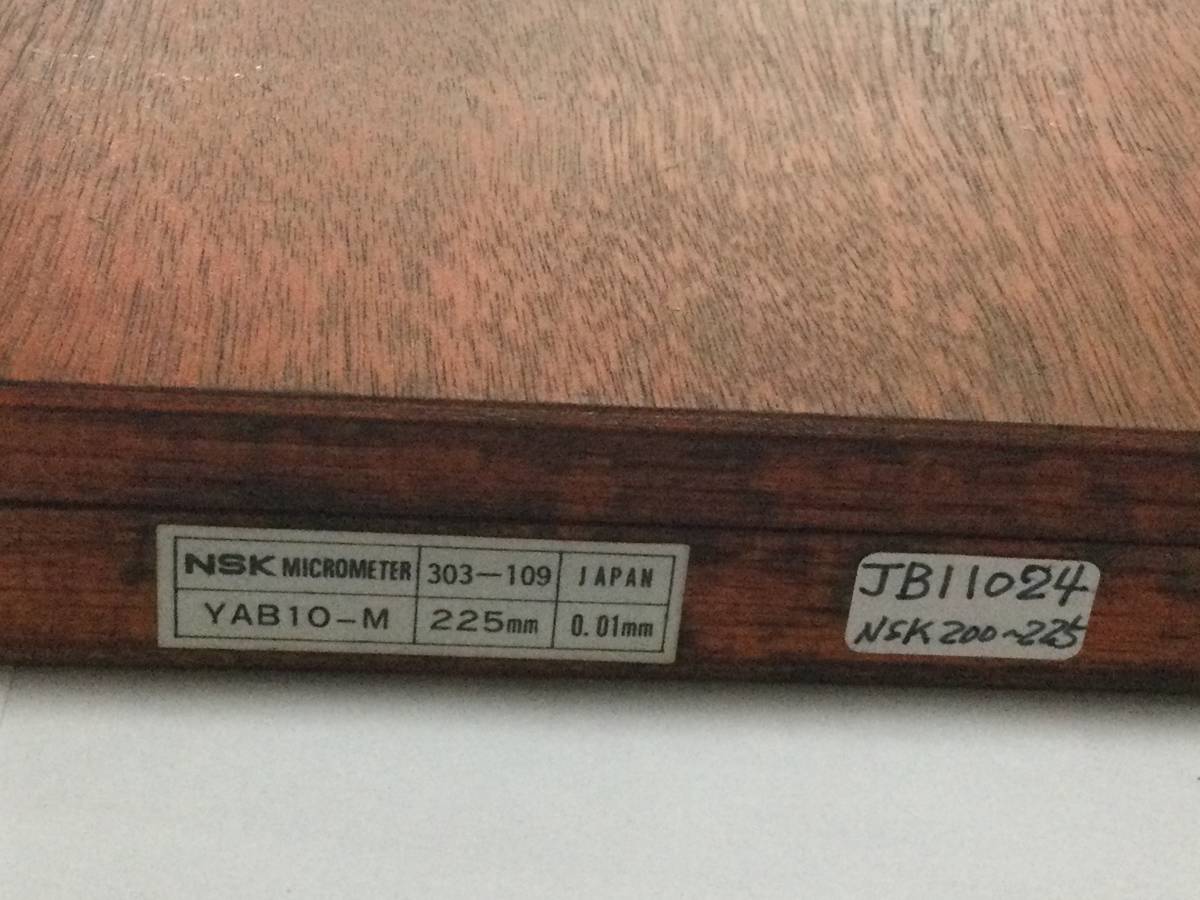 NSK MICROMETER 303-109 JAPAN
YAB10-M 225mm 0.01mm
JB11024
NSK 200~225